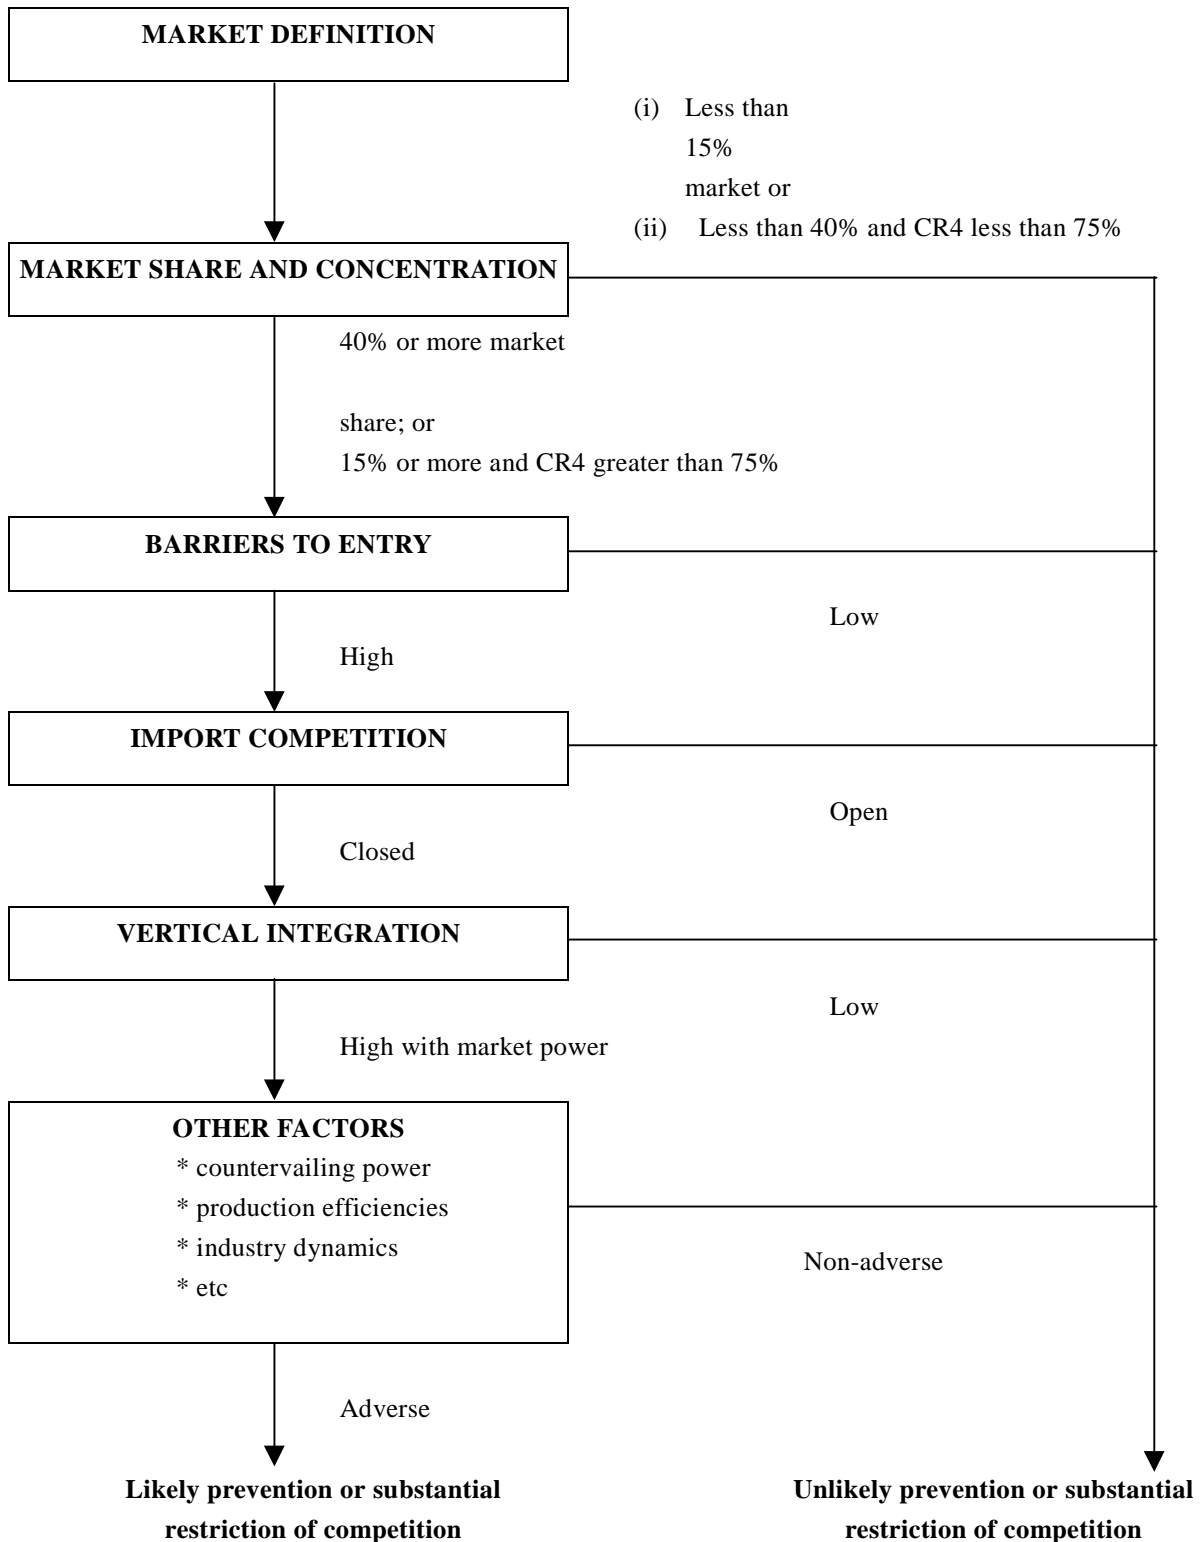 MARKET DEFINITION
(i) Less than
15%
market or
(ii) Less than 40% and CR4 less than 75%
MARKET SHARE AND CONCENTRATION
40% or more market
share; or
15% or more and CR4 greater than 75%
BARRIERS TO ENTRY
Low
High
IMPORT COMPETITION
Open
Closed
VERTICAL INTEGRATION
Low
High with market power
OTHER FACTORS
* countervailing power
* production efficiencies
* industry dynamics
* etc
Non-adverse
Adverse
Likely prevention or substantial
restriction of competition
Unlikely prevention or substantial
restriction of competition